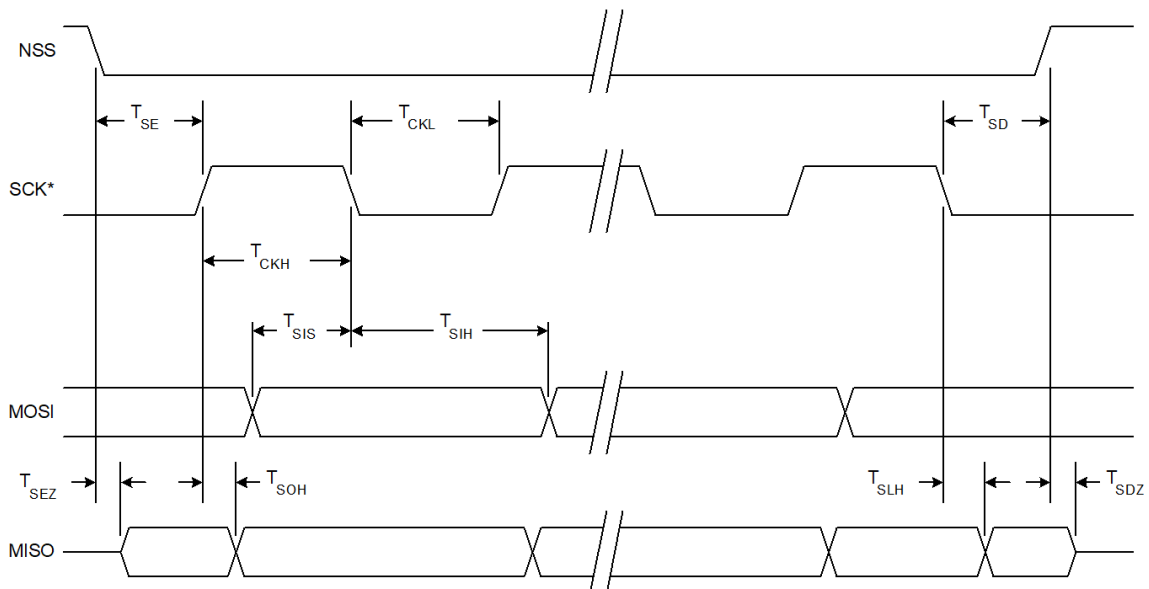 NSS
TSE
TCKL
TSD
SCK*
TCKH
TSIS
TSIH
MOSI
TSEZ
TSOH
TSLH
TSDZ
MISO